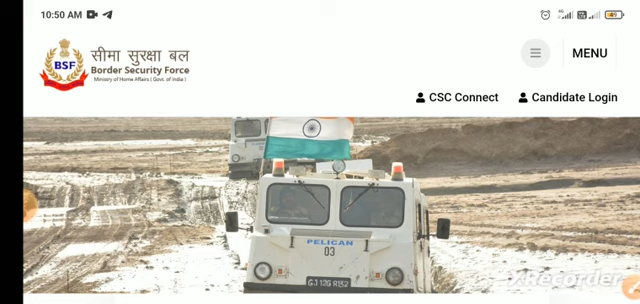 10:50 AM
सीमा सुरक्षा बल
BSF
Border Security Force
Ministry of Home Affairs ( Govt. of India )
MENU
CSC Connect Candidate Login
PELICAN
03
XRecorder